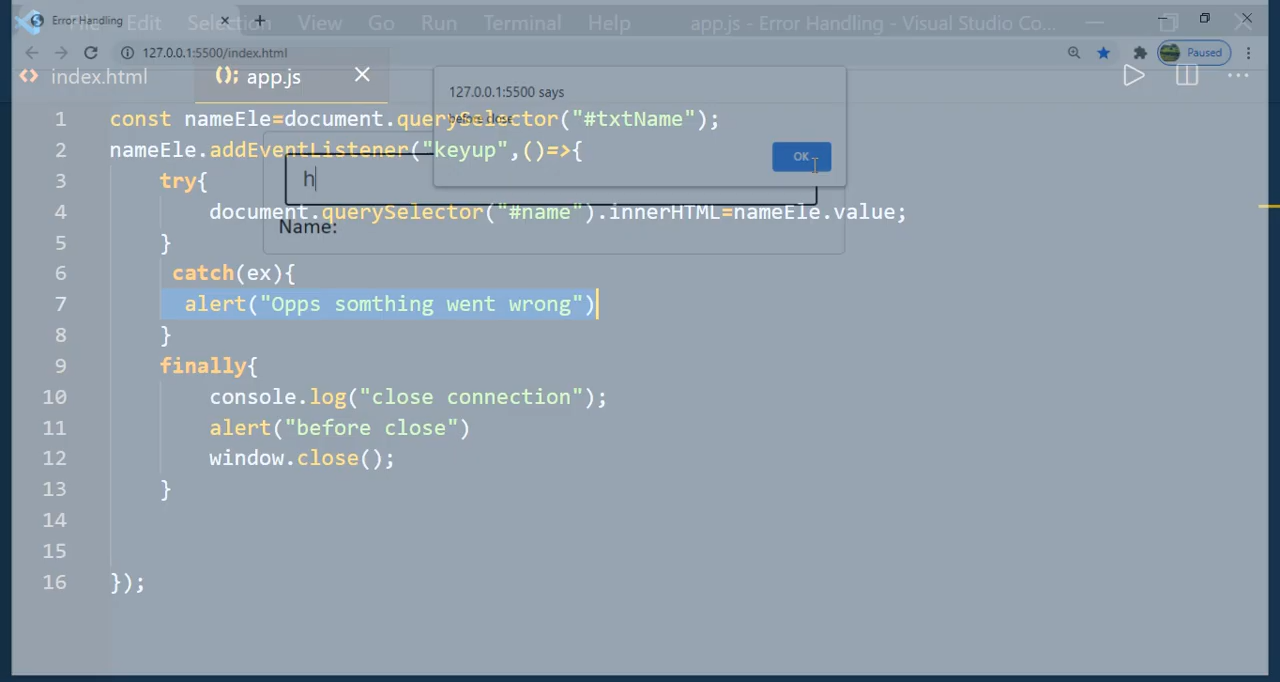 Error Handling
File Edit Selection View Go Run Terminal Help app.js - Error Handling - Visual Studio Co...
127.0.0.1:5500/index.html
Paused
index.html
(); app.js
127.0.0.1:5500 says
before close
OK
h
Name:
1 const nameEle=document.querySelector("#txtName");
2 nameEle.addEventListener("keyup",()=>{
3 try{
4 document.querySelector("#name").innerHTML=nameEle.value;
5 }
6 catch(ex){
7 alert("Opps somthing went wrong")
8 }
9 finally{
10 console.log("close connection");
11 alert("before close")
12 window.close();
13 }
14
15
16 });